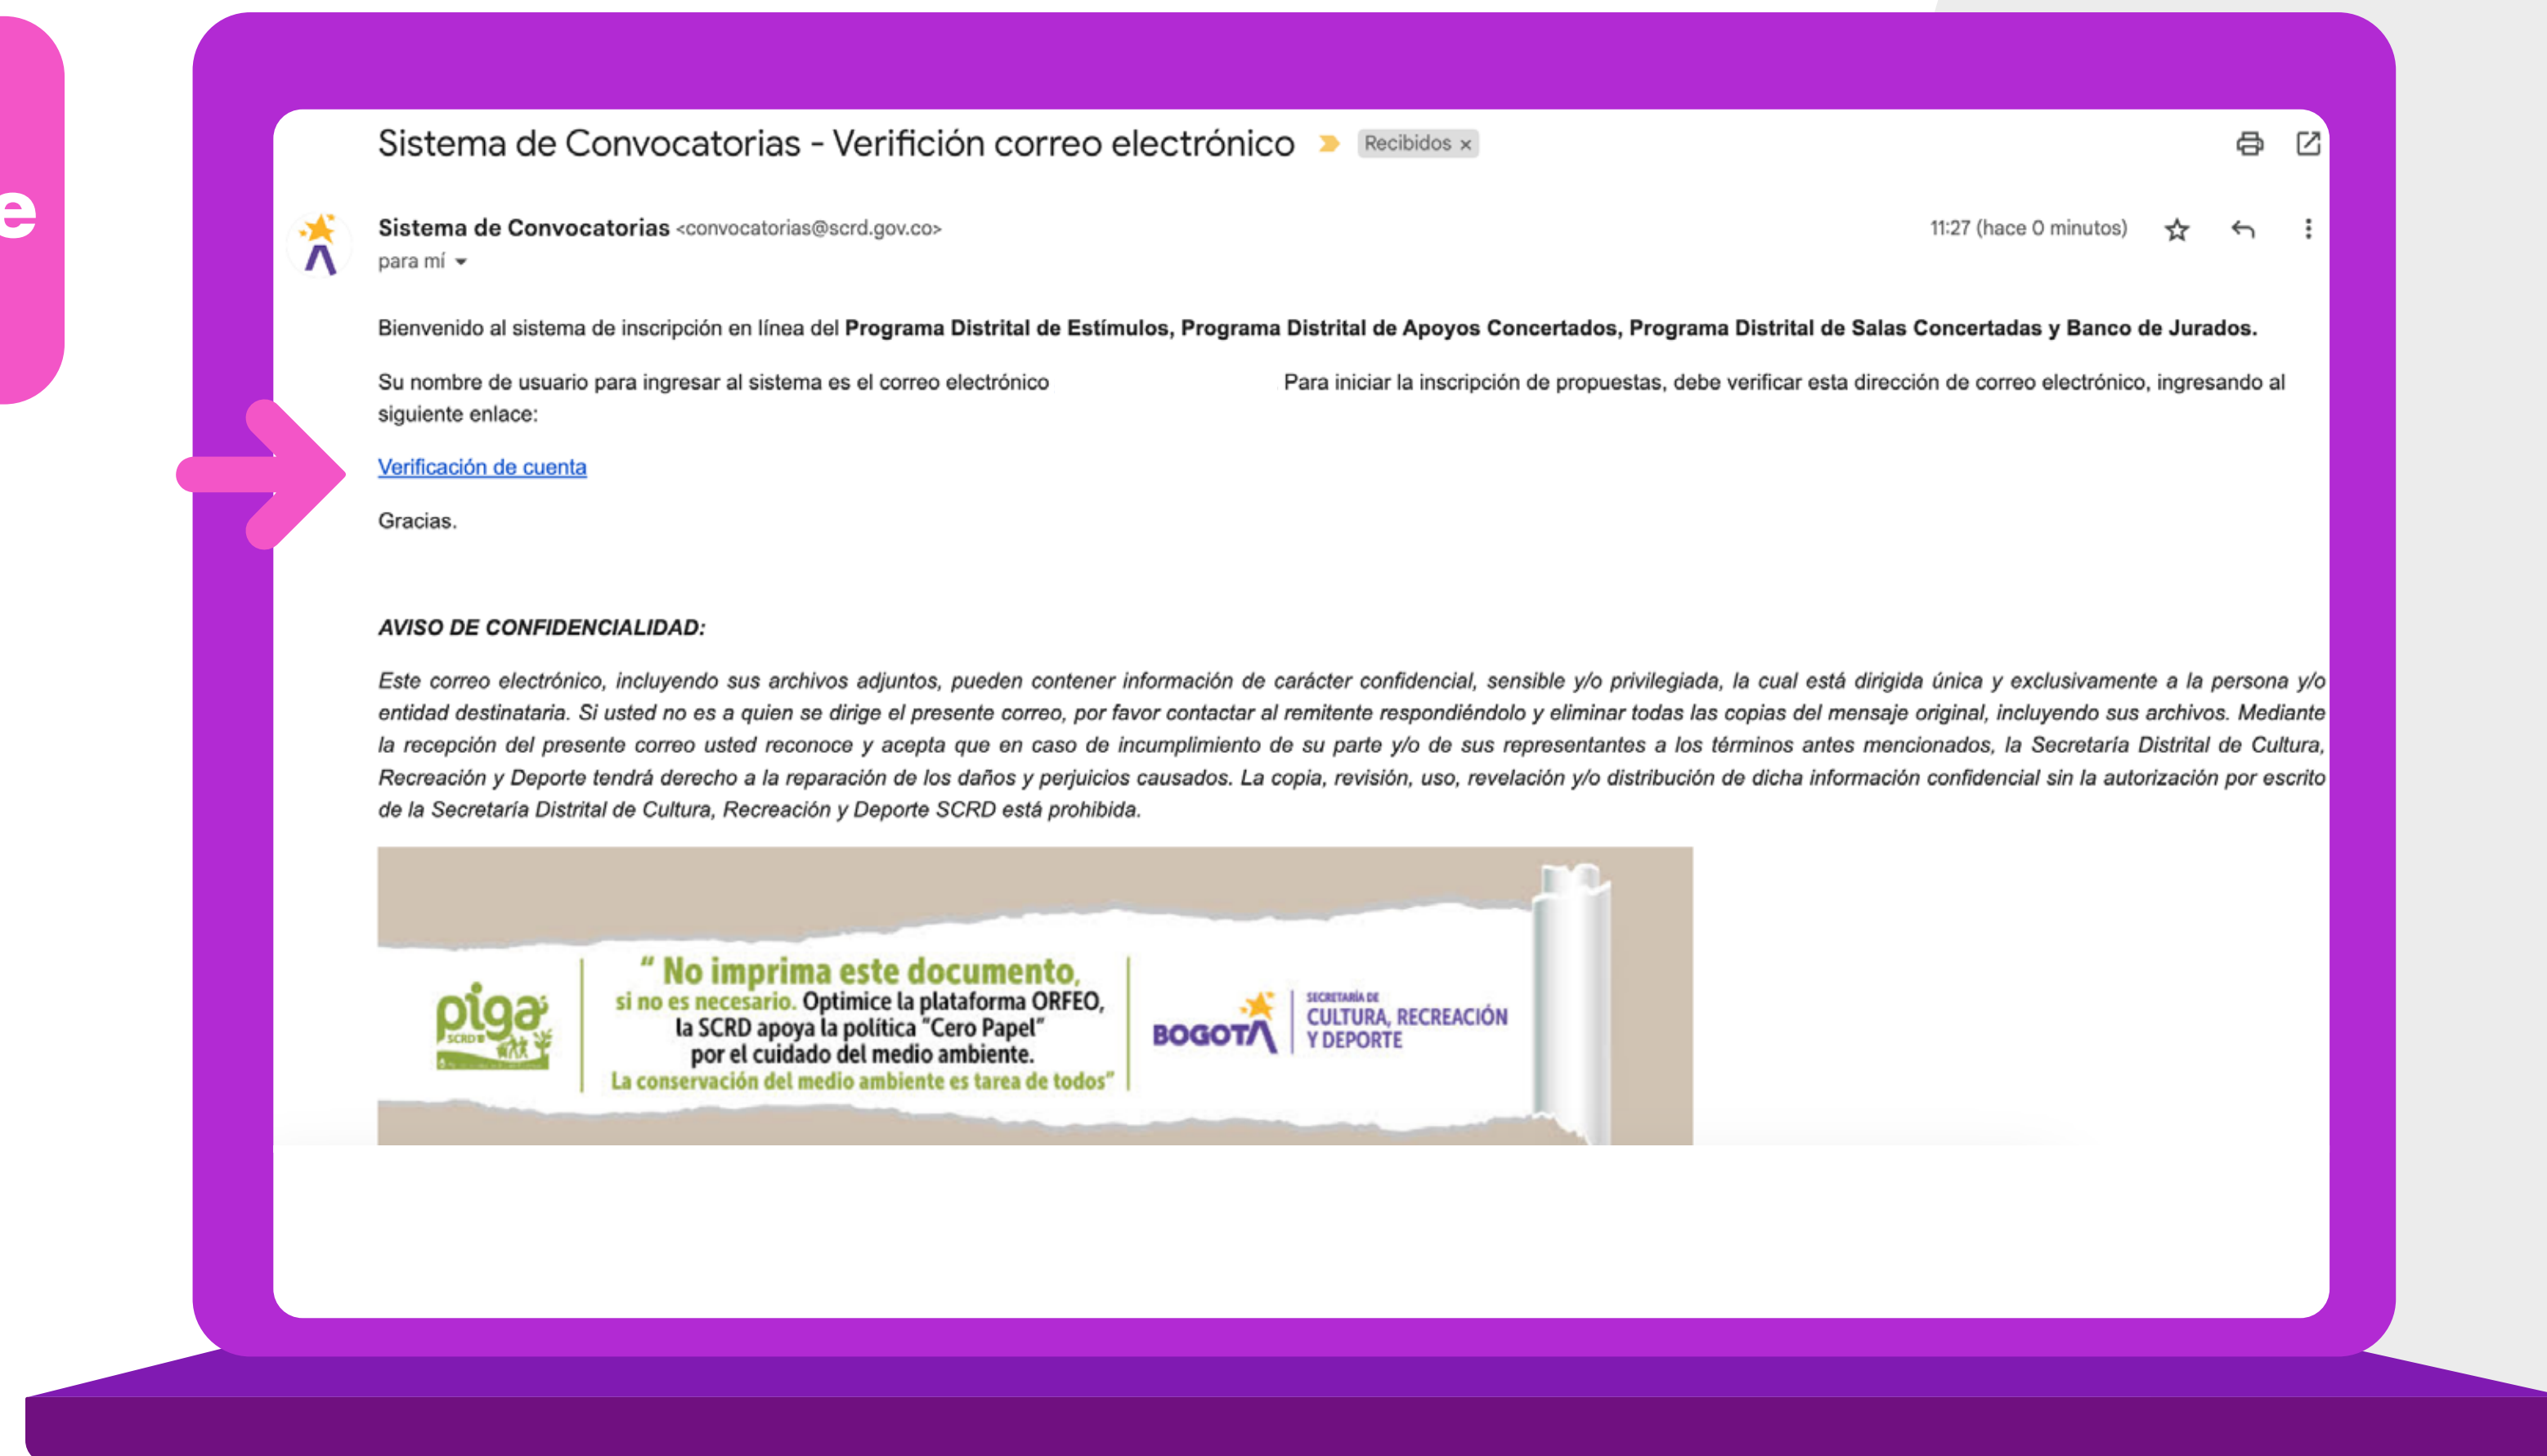 e
Sistema de Convocatorias - Verifición correo electrónico Recibidos x
Sistema de Convocatorias <convocatorias@scrd.gov.co> 11:27 (hace 0 minutos)
para mí
Bienvenido al sistema de inscripción en línea del Programa Distrital de Estímulos, Programa Distrital de Apoyos Concertados, Programa Distrital de Salas Concertadas y Banco de Jurados.
Su nombre de usuario para ingresar al sistema es el correo electrónico Para iniciar la inscripción de propuestas, debe verificar esta dirección de correo electrónico, ingresando al
siguiente enlace:
Verificación de cuenta
Gracias.
AVISO DE CONFIDENCIALIDAD:
Este correo electrónico, incluyendo sus archivos adjuntos, pueden contener información de carácter confidencial, sensible y/o privilegiada, la cual está dirigida única y exclusivamente a la persona y/o
entidad destinataria. Si usted no es a quien se dirige el presente correo, por favor contactar al remitente respondiéndolo y eliminar todas las copias del mensaje original, incluyendo sus archivos. Mediante
la recepción del presente correo usted reconoce y acepta que en caso de incumplimiento de su parte y/o de sus representantes a los términos antes mencionados, la Secretaría Distrital de Cultura,
Recreación y Deporte tendrá derecho a la reparación de los daños y perjuicios causados. La copia, revisión, uso, revelación y/o distribución de dicha información confidencial sin la autorización por escrito
de la Secretaría Distrital de Cultura, Recreación y Deporte SCRD está prohibida.
piga
SCRD
“ No imprima este documento,
si no es necesario. Optimice la plataforma ORFEO,
la SCRD apoya la política “Cero Papel”
por el cuidado del medio ambiente.
La conservación del medio ambiente es tarea de todos”
BOGOTÁ
SECRETARÍA DE
CULTURA, RECREACIÓN
Y DEPORTE